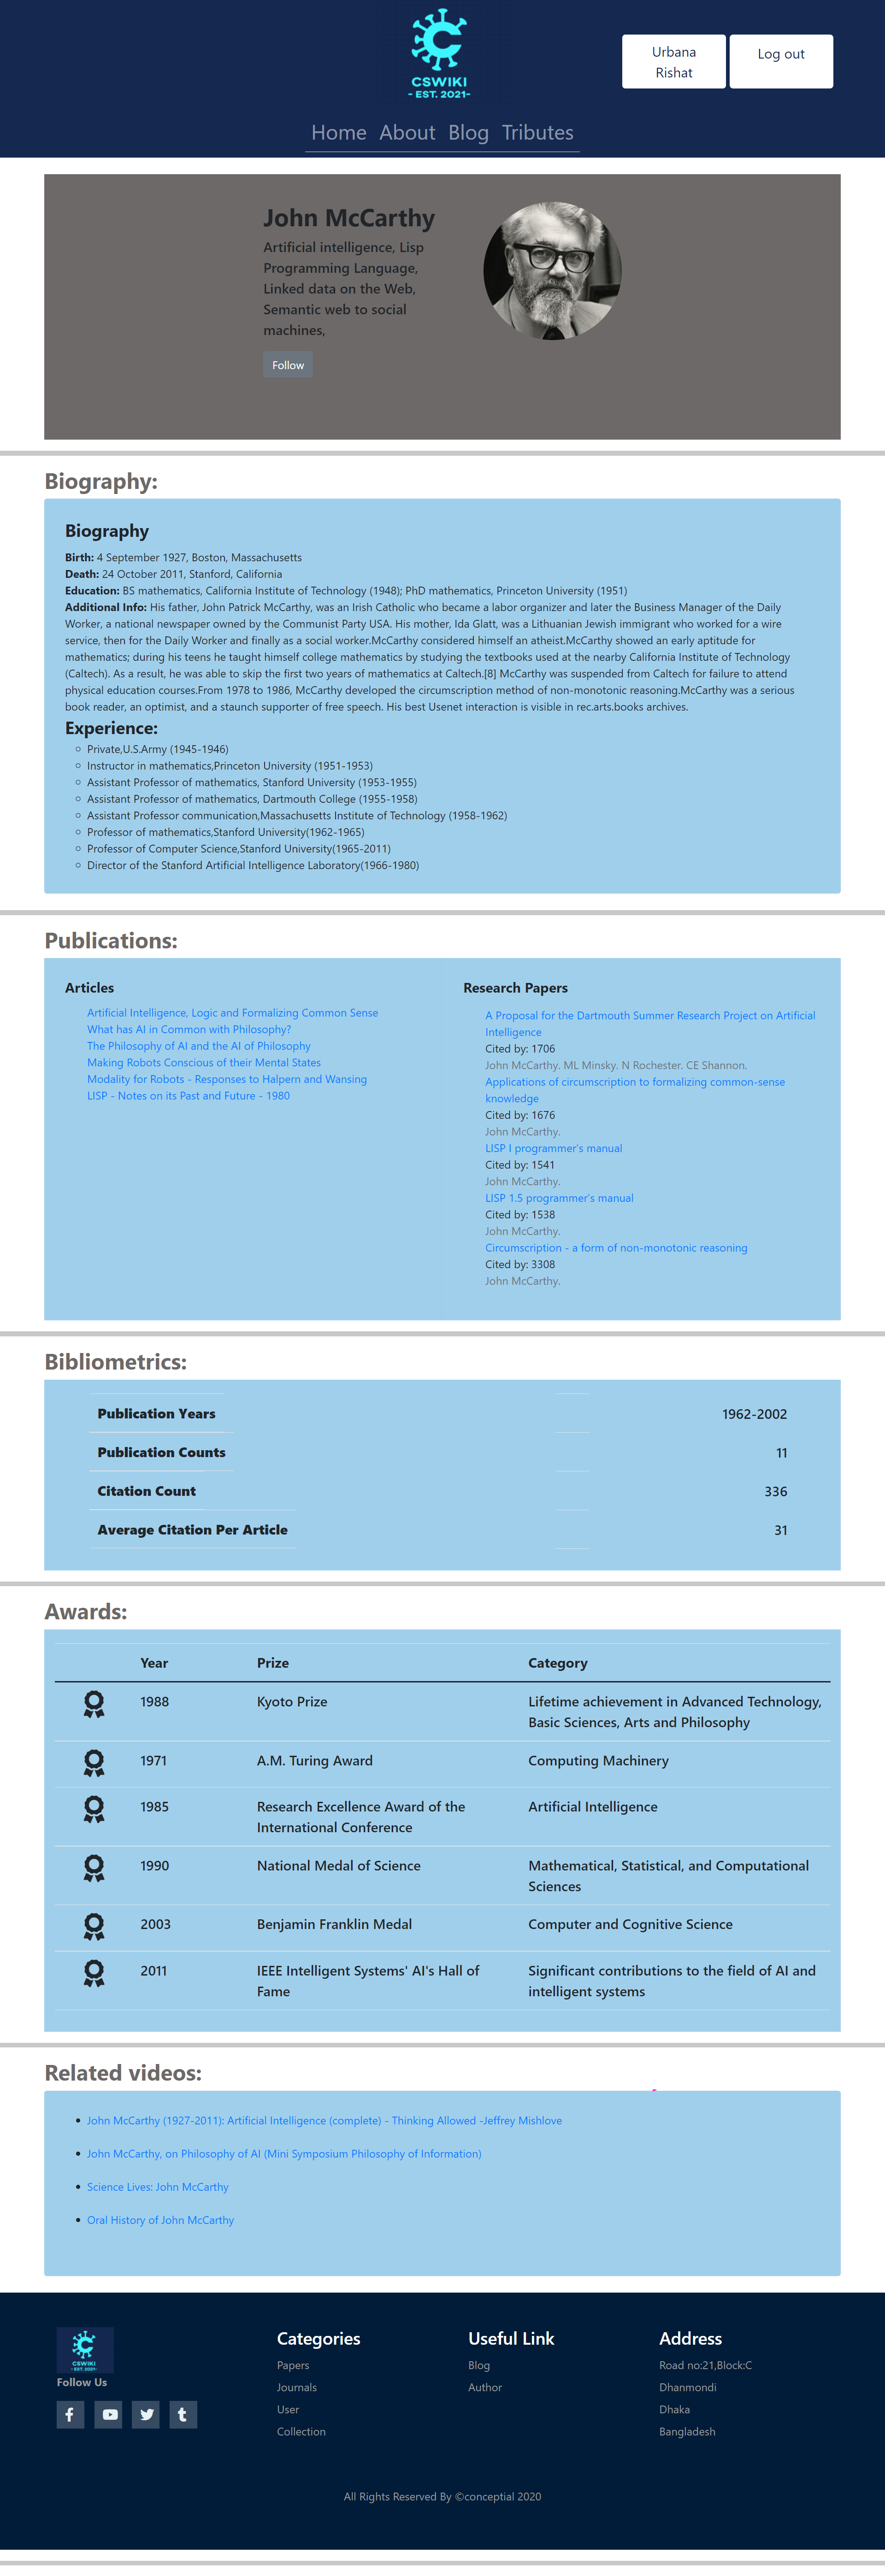 CSWIKI
- EST. 2021-
Urbana
Rishat
Log out
Home About Blog Tributes
John McCarthy
Artificial intelligence, Lisp
Programming Language,
Linked data on the Web,
Semantic web to social
machines,
Follow
Biography:
Biography
Birth: 4 September 1927, Boston, Massachusetts
Death: 24 October 2011, Stanford, California
Education: BS mathematics, California Institute of Technology (1948); PhD mathematics, Princeton University (1951)
Additional Info: His father, John Patrick McCarthy, was an Irish Catholic who became a labor organizer and later the Business Manager of the Daily
Worker, a national newspaper owned by the Communist Party USA. His mother, Ida Glatt, was a Lithuanian Jewish immigrant who worked for a wire
service, then for the Daily Worker and finally as a social worker.McCarthy considered himself an atheist.McCarthy showed an early aptitude for
mathematics; during his teens he taught himself college mathematics by studying the textbooks used at the nearby California Institute of Technology
(Caltech). As a result, he was able to skip the first two years of mathematics at Caltech.[8] McCarthy was suspended from Caltech for failure to attend
physical education courses.From 1978 to 1986, McCarthy developed the circumscription method of non-monotonic reasoning.McCarthy was a serious
book reader, an optimist, and a staunch supporter of free speech. His best Usenet interaction is visible in rec.arts.books archives.
Experience:
Private,U.S.Army (1945-1946)
Instructor in mathematics,Princeton University (1951-1953)
Assistant Professor of mathematics, Stanford University (1953-1955)
Assistant Professor of mathematics, Dartmouth College (1955-1958)
Assistant Professor communication,Massachusetts Institute of Technology (1958-1962)
Professor of mathematics,Stanford University(1962-1965)
Professor of Computer Science,Stanford University(1965-2011)
Director of the Stanford Artificial Intelligence Laboratory(1966-1980)
Publications:
Articles
Artificial Intelligence, Logic and Formalizing Common Sense
What has AI in Common with Philosophy?
The Philosophy of AI and the AI of Philosophy
Making Robots Conscious of their Mental States
Modality for Robots - Responses to Halpern and Wansing
LISP - Notes on its Past and Future - 1980
Research Papers
A Proposal for the Dartmouth Summer Research Project on Artificial
Intelligence
Cited by: 1706
John McCarthy. ML Minsky. N Rochester. CE Shannon.
Applications of circumscription to formalizing common-sense
knowledge
Cited by: 1676
John McCarthy.
LISP I programmer's manual
Cited by: 1541
John McCarthy.
LISP 1.5 programmer's manual
Cited by: 1538
John McCarthy.
Circumscription - a form of non-monotonic reasoning
Cited by: 3308
John McCarthy.
Bibliometrics:
Publication Years 1962-2002
Publication Counts 11
Citation Count 336
Average Citation Per Article 31
Awards:
Year Prize Category
1988 Kyoto Prize Lifetime achievement in Advanced Technology,
Basic Sciences, Arts and Philosophy
1971 A.M. Turing Award Computing Machinery
1985 Research Excellence Award of the Artificial Intelligence
International Conference
1990 National Medal of Science Mathematical, Statistical, and Computational
Sciences
2003 Benjamin Franklin Medal Computer and Cognitive Science
2011 IEEE Intelligent Systems' AI's Hall of Significant contributions to the field of AI and
Fame intelligent systems
Related videos:
John McCarthy (1927-2011): Artificial Intelligence (complete) - Thinking Allowed -Jeffrey Mishlove
John McCarthy, on Philosophy of AI (Mini Symposium Philosophy of Information)
Science Lives: John McCarthy
Oral History of John McCarthy
CSWIKI
- EST. 2021-
Follow Us
Categories
Papers
Journals
User
Collection
Useful Link
Blog
Author
Address
Road no:21,Block:C
Dhanmondi
Dhaka
Bangladesh
All Rights Reserved By ©conceptial 2020